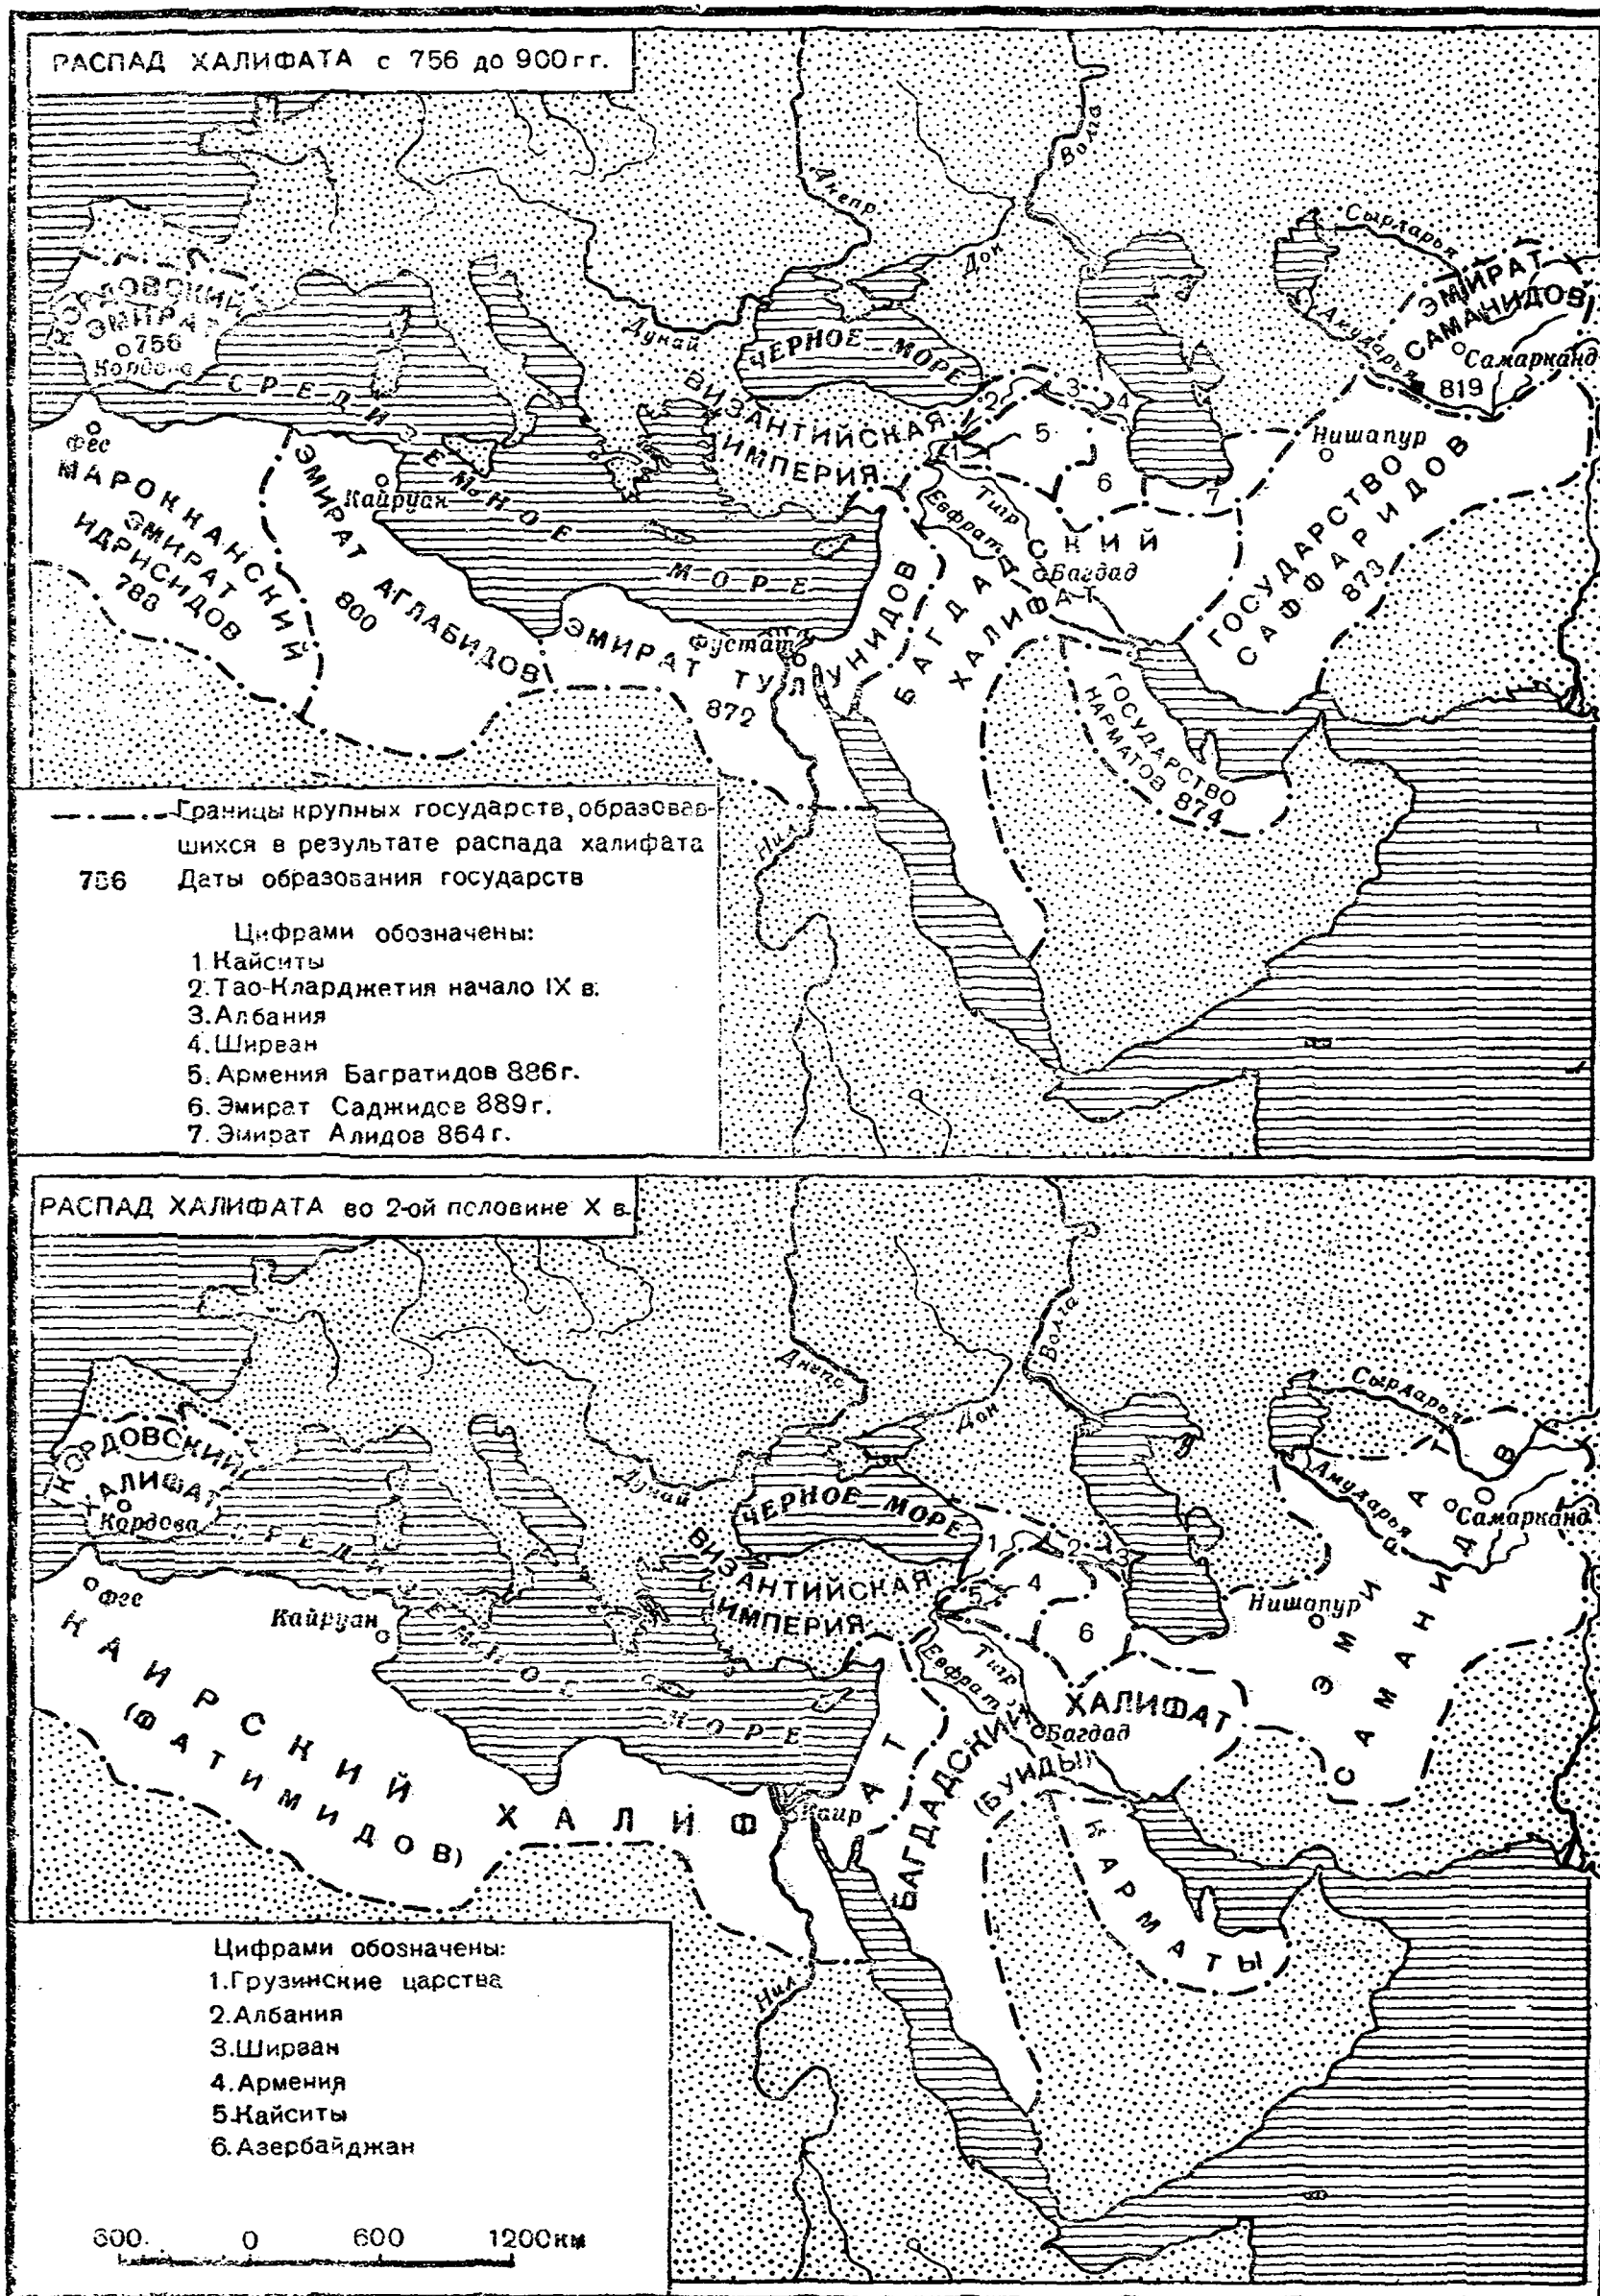 РАСПАД ХАЛИФАТА с 756 до 900 гг.
Волга
Днепр
Дон
Сырдарья
ЭМИРАТ
САМАНИДОВ
Амударья
Самарканд
819
КОРДОВСКИЙ
ЭМИРАТ
756
Кордова
Дунай
ЧЕРНОЕ МОРЕ
СРЕДИЗЕМНОЕ
МОРЕ
ВИЗАНТИЙСКАЯ
ИМПЕРИЯ
1
2
3
4
5
6
7
Нишапур
Фес
МАРОККАНСКИЙ
ЭМИРАТ
ИДРИСИДОВ
788
Кайруан
ЭМИРАТ АГЛАБИДОВ
800
Тигр
Евфрат
Багдад
БАГДАДСКИЙ
ХАЛИФАТ
ГОСУДАРСТВО
САФФАРИДОВ
873
ЭМИРАТ ТУЛУНИДОВ
872
Фустат
ГОСУДАРСТВО
КАРМАТОВ 874
Нил
Границы крупных государств, образовав-
шихся в результате распада халифата
756 Даты образования государств
Цифрами обозначены:
1. Кайситы
2. Тао-Кларджетия начало IX в.
3. Албания
4. Ширван
5. Армения Багратидов 886 г.
6. Эмират Саджидов 889 г.
7. Эмират Алидов 864 г.
РАСПАД ХАЛИФАТА во 2-ой половине X в.
Волга
Днепр
Дон
Сырдарья
Амударья
Самарканд
КОРДОВСКИЙ
ХАЛИФАТ
Кордова
Дунай
ЧЕРНОЕ МОРЕ
СРЕДИЗЕМНОЕ
МОРЕ
ВИЗАНТИЙСКАЯ
ИМПЕРИЯ
1
2
3
4
5
6
Нишапур
ЭМИРАТ
САМАНИДОВ
Фес
Кайруан
КАИРСКИЙ ХАЛИФАТ
(ФАТИМИДОВ)
Каир
Тигр
Евфрат
Багдад
БАГДАДСКИЙ ХАЛИФАТ
(БУИДЫ)
КАРМАТЫ
Нил
Цифрами обозначены:
1. Грузинские царства
2. Албания
3. Ширван
4. Армения
5. Кайситы
6. Азербайджан
600 0 600 1200 км